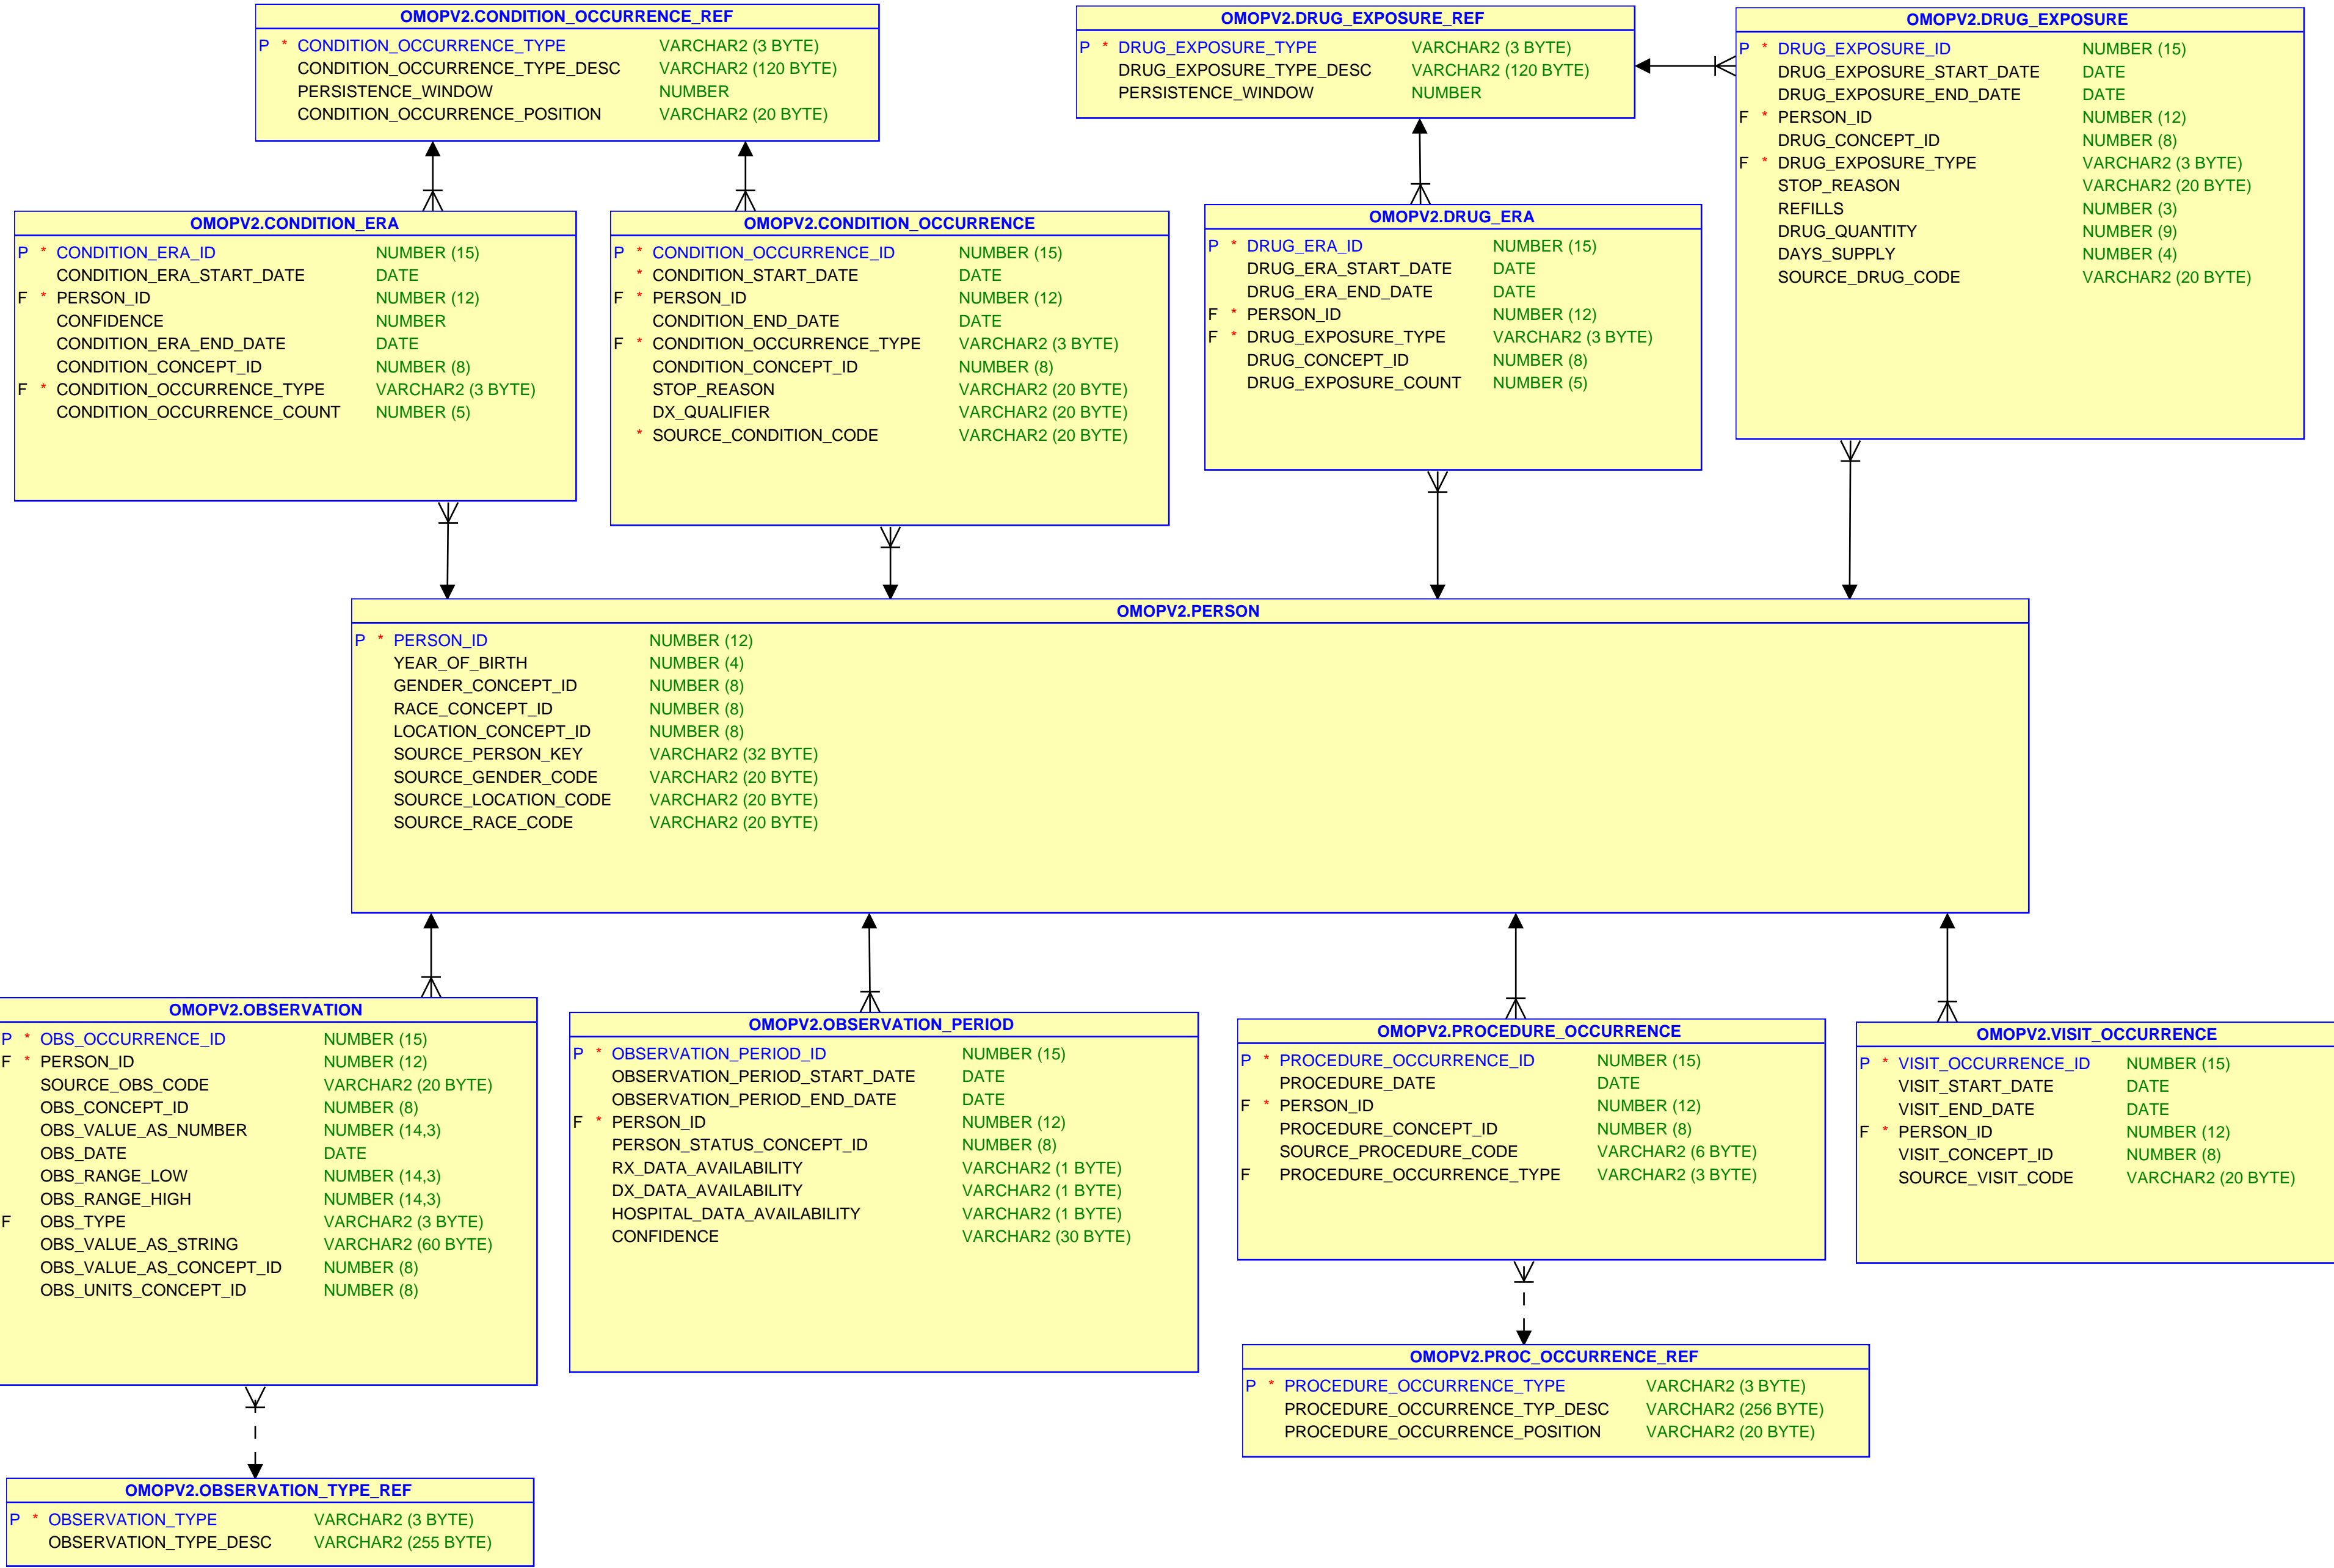 OMOPV2.CONDITION_OCCURRENCE_REF
P * CONDITION_OCCURRENCE_TYPE VARCHAR2 (3 BYTE)
CONDITION_OCCURRENCE_TYPE_DESC VARCHAR2 (120 BYTE)
PERSISTENCE_WINDOW NUMBER
CONDITION_OCCURRENCE_POSITION VARCHAR2 (20 BYTE)
OMOPV2.DRUG_EXPOSURE_REF
P * DRUG_EXPOSURE_TYPE VARCHAR2 (3 BYTE)
DRUG_EXPOSURE_TYPE_DESC VARCHAR2 (120 BYTE)
PERSISTENCE_WINDOW NUMBER
OMOPV2.DRUG_EXPOSURE
P * DRUG_EXPOSURE_ID NUMBER (15)
DRUG_EXPOSURE_START_DATE DATE
DRUG_EXPOSURE_END_DATE DATE
F * PERSON_ID NUMBER (12)
DRUG_CONCEPT_ID NUMBER (8)
F * DRUG_EXPOSURE_TYPE VARCHAR2 (3 BYTE)
STOP_REASON VARCHAR2 (20 BYTE)
REFILLS NUMBER (3)
DRUG_QUANTITY NUMBER (9)
DAYS_SUPPLY NUMBER (4)
SOURCE_DRUG_CODE VARCHAR2 (20 BYTE)
OMOPV2.CONDITION_ERA
P * CONDITION_ERA_ID NUMBER (15)
CONDITION_ERA_START_DATE DATE
F * PERSON_ID NUMBER (12)
CONFIDENCE NUMBER
CONDITION_ERA_END_DATE DATE
CONDITION_CONCEPT_ID NUMBER (8)
F * CONDITION_OCCURRENCE_TYPE VARCHAR2 (3 BYTE)
CONDITION_OCCURRENCE_COUNT NUMBER (5)
OMOPV2.CONDITION_OCCURRENCE
P * CONDITION_OCCURRENCE_ID NUMBER (15)
* CONDITION_START_DATE DATE
F * PERSON_ID NUMBER (12)
CONDITION_END_DATE DATE
F * CONDITION_OCCURRENCE_TYPE VARCHAR2 (3 BYTE)
CONDITION_CONCEPT_ID NUMBER (8)
STOP_REASON VARCHAR2 (20 BYTE)
DX_QUALIFIER VARCHAR2 (20 BYTE)
* SOURCE_CONDITION_CODE VARCHAR2 (20 BYTE)
OMOPV2.DRUG_ERA
P * DRUG_ERA_ID NUMBER (15)
DRUG_ERA_START_DATE DATE
DRUG_ERA_END_DATE DATE
F * PERSON_ID NUMBER (12)
F * DRUG_EXPOSURE_TYPE VARCHAR2 (3 BYTE)
DRUG_CONCEPT_ID NUMBER (8)
DRUG_EXPOSURE_COUNT NUMBER (5)
OMOPV2.PERSON
P * PERSON_ID NUMBER (12)
YEAR_OF_BIRTH NUMBER (4)
GENDER_CONCEPT_ID NUMBER (8)
RACE_CONCEPT_ID NUMBER (8)
LOCATION_CONCEPT_ID NUMBER (8)
SOURCE_PERSON_KEY VARCHAR2 (32 BYTE)
SOURCE_GENDER_CODE VARCHAR2 (20 BYTE)
SOURCE_LOCATION_CODE VARCHAR2 (20 BYTE)
SOURCE_RACE_CODE VARCHAR2 (20 BYTE)
OMOPV2.OBSERVATION
P * OBS_OCCURRENCE_ID NUMBER (15)
F * PERSON_ID NUMBER (12)
SOURCE_OBS_CODE VARCHAR2 (20 BYTE)
OBS_CONCEPT_ID NUMBER (8)
OBS_VALUE_AS_NUMBER NUMBER (14,3)
OBS_DATE DATE
OBS_RANGE_LOW NUMBER (14,3)
OBS_RANGE_HIGH NUMBER (14,3)
F OBS_TYPE VARCHAR2 (3 BYTE)
OBS_VALUE_AS_STRING VARCHAR2 (60 BYTE)
OBS_VALUE_AS_CONCEPT_ID NUMBER (8)
OBS_UNITS_CONCEPT_ID NUMBER (8)
OMOPV2.OBSERVATION_PERIOD
P * OBSERVATION_PERIOD_ID NUMBER (15)
OBSERVATION_PERIOD_START_DATE DATE
OBSERVATION_PERIOD_END_DATE DATE
F * PERSON_ID NUMBER (12)
PERSON_STATUS_CONCEPT_ID NUMBER (8)
RX_DATA_AVAILABILITY VARCHAR2 (1 BYTE)
DX_DATA_AVAILABILITY VARCHAR2 (1 BYTE)
HOSPITAL_DATA_AVAILABILITY VARCHAR2 (1 BYTE)
CONFIDENCE VARCHAR2 (30 BYTE)
OMOPV2.PROCEDURE_OCCURRENCE
P * PROCEDURE_OCCURRENCE_ID NUMBER (15)
PROCEDURE_DATE DATE
F * PERSON_ID NUMBER (12)
PROCEDURE_CONCEPT_ID NUMBER (8)
SOURCE_PROCEDURE_CODE VARCHAR2 (6 BYTE)
F PROCEDURE_OCCURRENCE_TYPE VARCHAR2 (3 BYTE)
OMOPV2.VISIT_OCCURRENCE
P * VISIT_OCCURRENCE_ID NUMBER (15)
VISIT_START_DATE DATE
VISIT_END_DATE DATE
F * PERSON_ID NUMBER (12)
VISIT_CONCEPT_ID NUMBER (8)
SOURCE_VISIT_CODE VARCHAR2 (20 BYTE)
OMOPV2.PROC_OCCURRENCE_REF
P * PROCEDURE_OCCURRENCE_TYPE VARCHAR2 (3 BYTE)
PROCEDURE_OCCURRENCE_TYP_DESC VARCHAR2 (256 BYTE)
PROCEDURE_OCCURRENCE_POSITION VARCHAR2 (20 BYTE)
OMOPV2.OBSERVATION_TYPE_REF
P * OBSERVATION_TYPE VARCHAR2 (3 BYTE)
OBSERVATION_TYPE_DESC VARCHAR2 (255 BYTE)